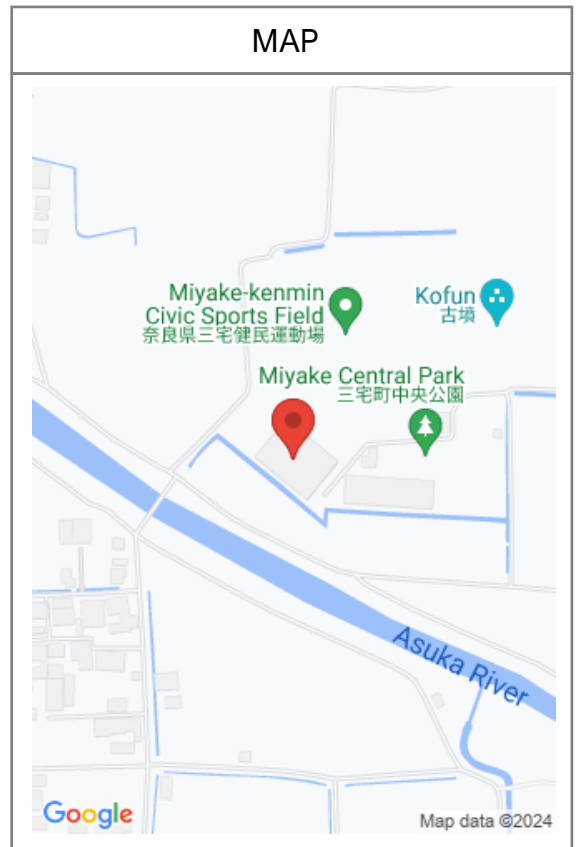 MAP
Miyake-kenmin
Civic Sports Field
奈良県三宅健民運動場
Kofun
古墳
Miyake Central Park
三宅町中央公園
Asuka River
Google
Map data ©2024